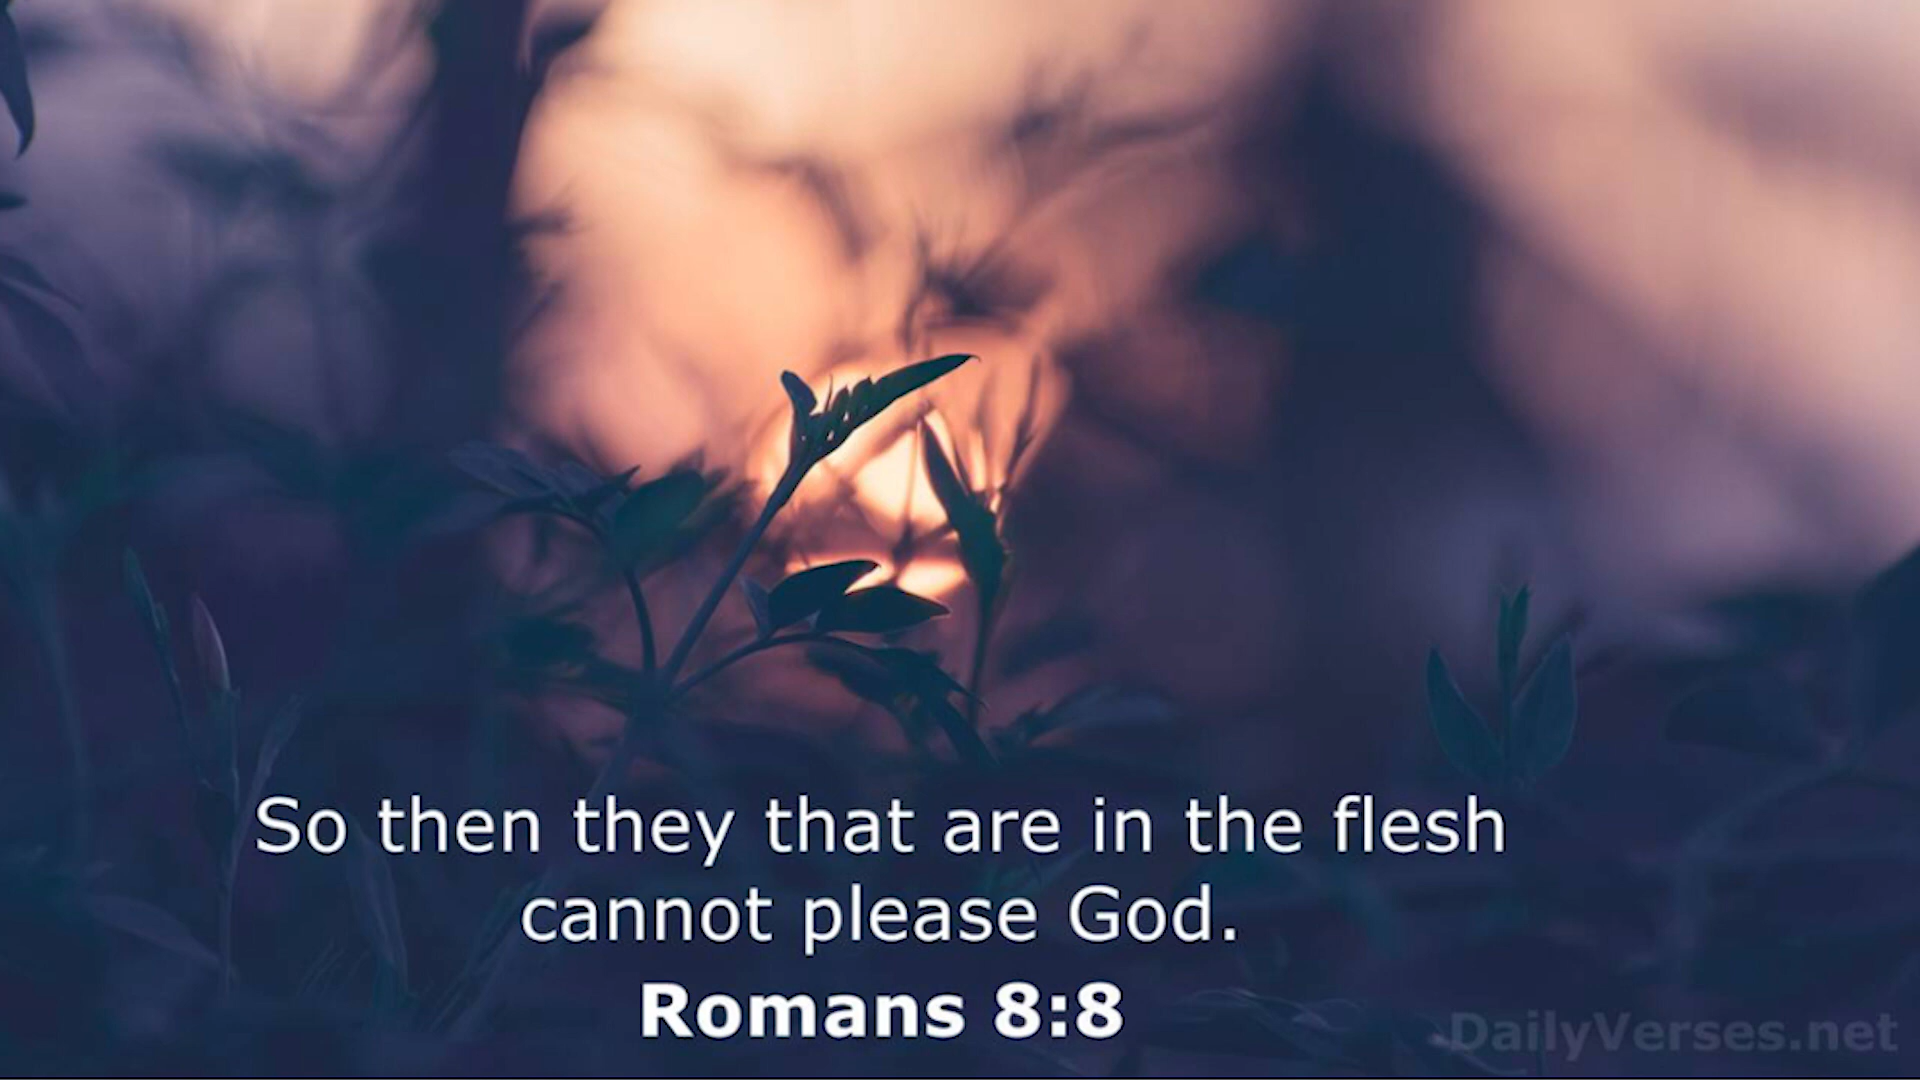 So then they that are in the flesh
cannot please God.
Romans 8:8
DailyVerses.net